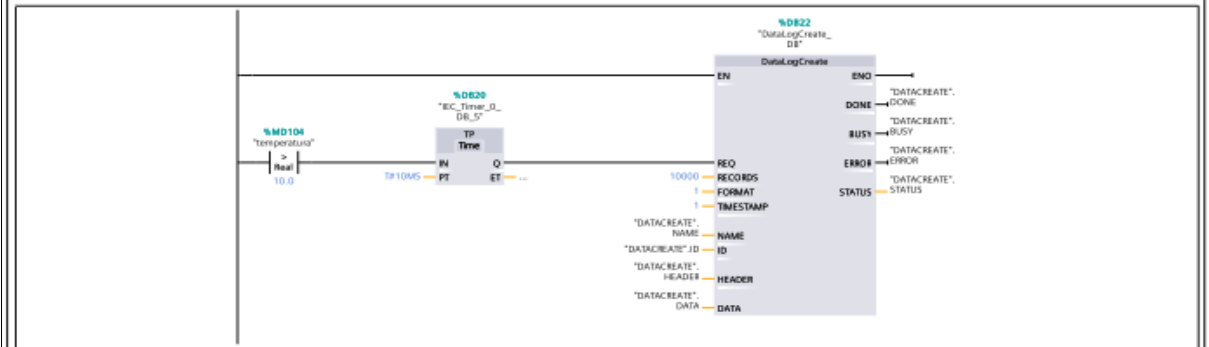 %DB22
"DataLogCreate_
DB"
DataLogCreate
EN
ENO
%DB20
"IEC_Timer_0_
DB_5"
TP
Time
IN
Q
T#10MS
PT
ET
...
%MD104
"temperatura"
>
Real
10.0
"DATACREATE".
DONE
DONE
"DATACREATE".
BUSY
BUSY
"DATACREATE".
ERROR
ERROR
"DATACREATE".
STATUS
STATUS
REQ
10000
RECORDS
1
FORMAT
1
TIMESTAMP
"DATACREATE".
NAME
NAME
"DATACREATE".ID
ID
"DATACREATE".
HEADER
HEADER
"DATACREATE".
DATA
DATA